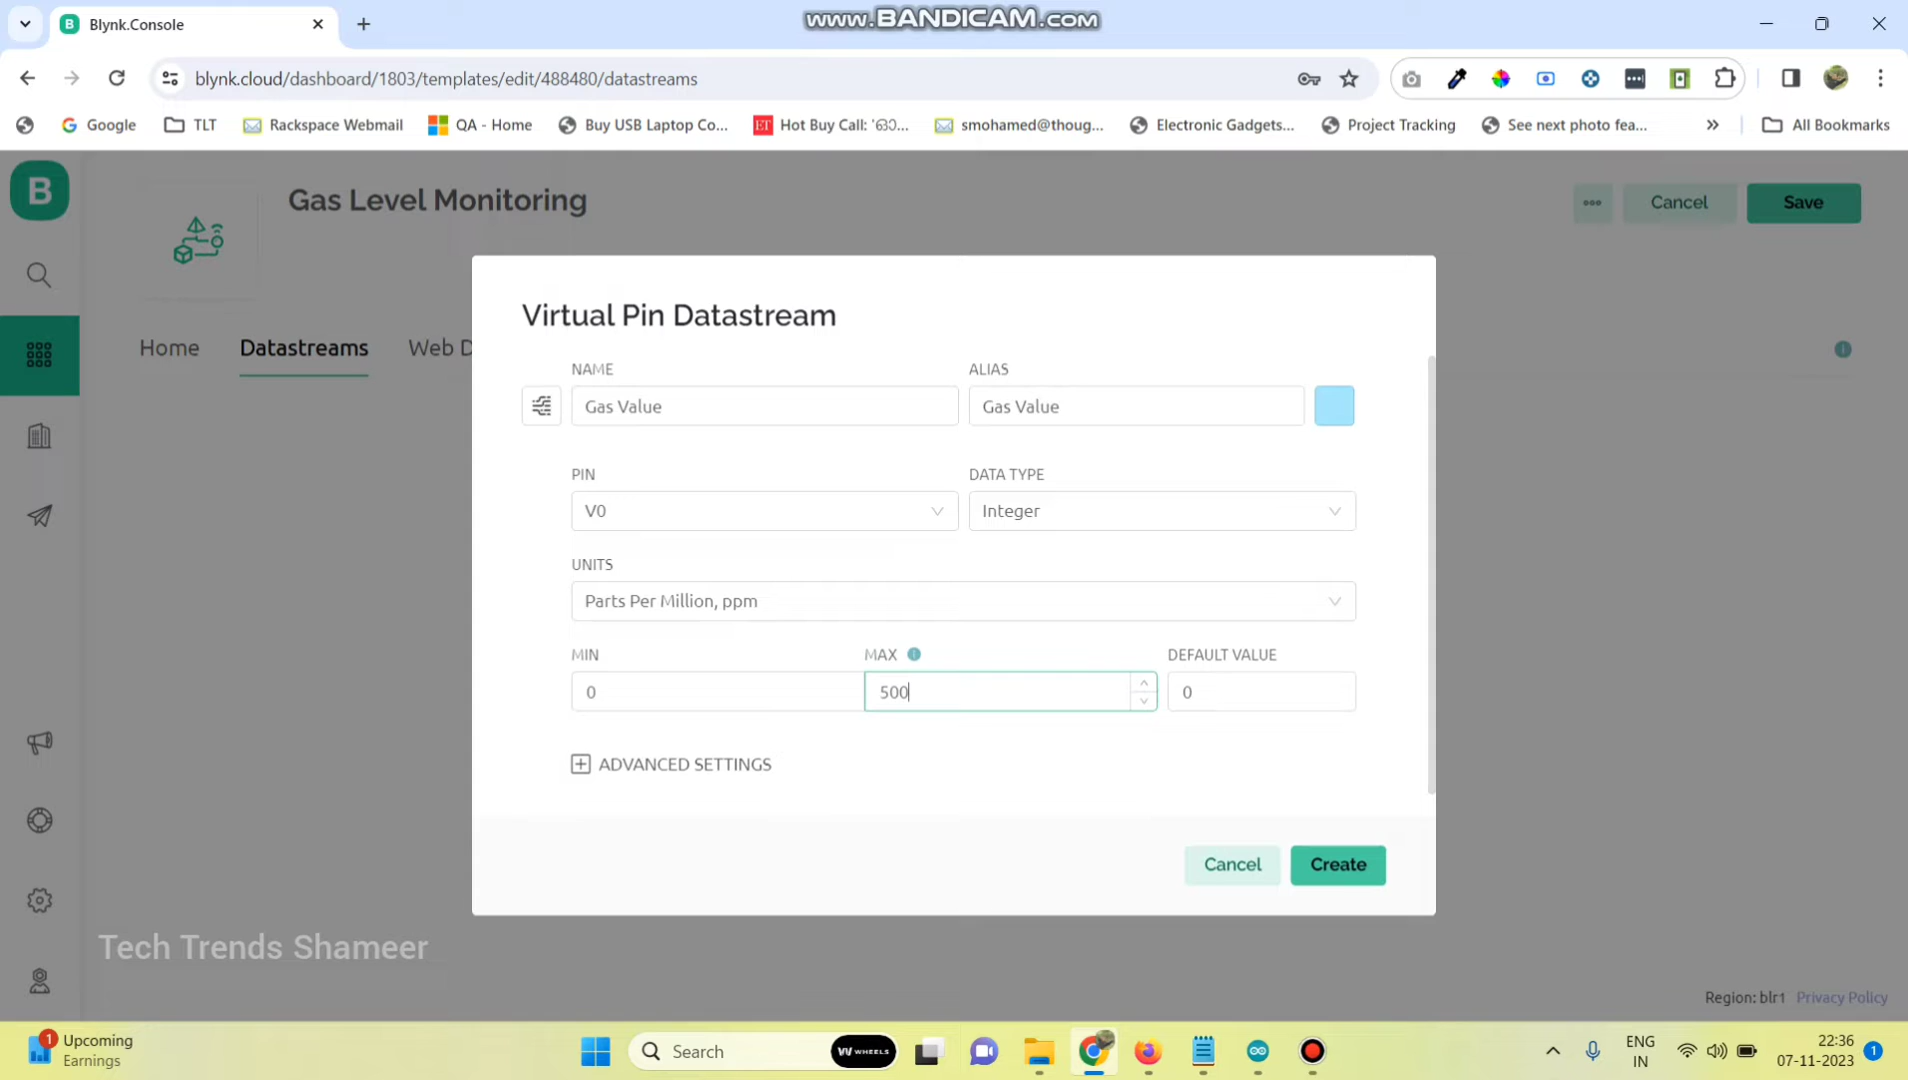 www.BANDICAM.com
Blynk.Console
blynk.cloud/dashboard/1803/templates/edit/488480/datastreams
Google
TLT
Rackspace Webmail
QA - Home
Buy USB Laptop Co...
ET
smohamed@thoug...
Electronic Gadgets...
Project Tracking
See next photo fea...
All Bookmarks
B
Gas Level Monitoring
Cancel
Save
Home
Datastreams
Web D
Virtual Pin Datastream
NAME
ALIAS
Gas Value
Gas Value
PIN
DATA TYPE
V0
Integer
UNITS
Parts Per Million, ppm
MIN
MAX
DEFAULT VALUE
0
500
0
ADVANCED SETTINGS
Cancel
Create
Tech Trends Shameer
Region: blr1
Privacy Policy
1
Upcoming
Earnings
Search
WHEELS
ENG
IN
22:36
07-11-2023
1